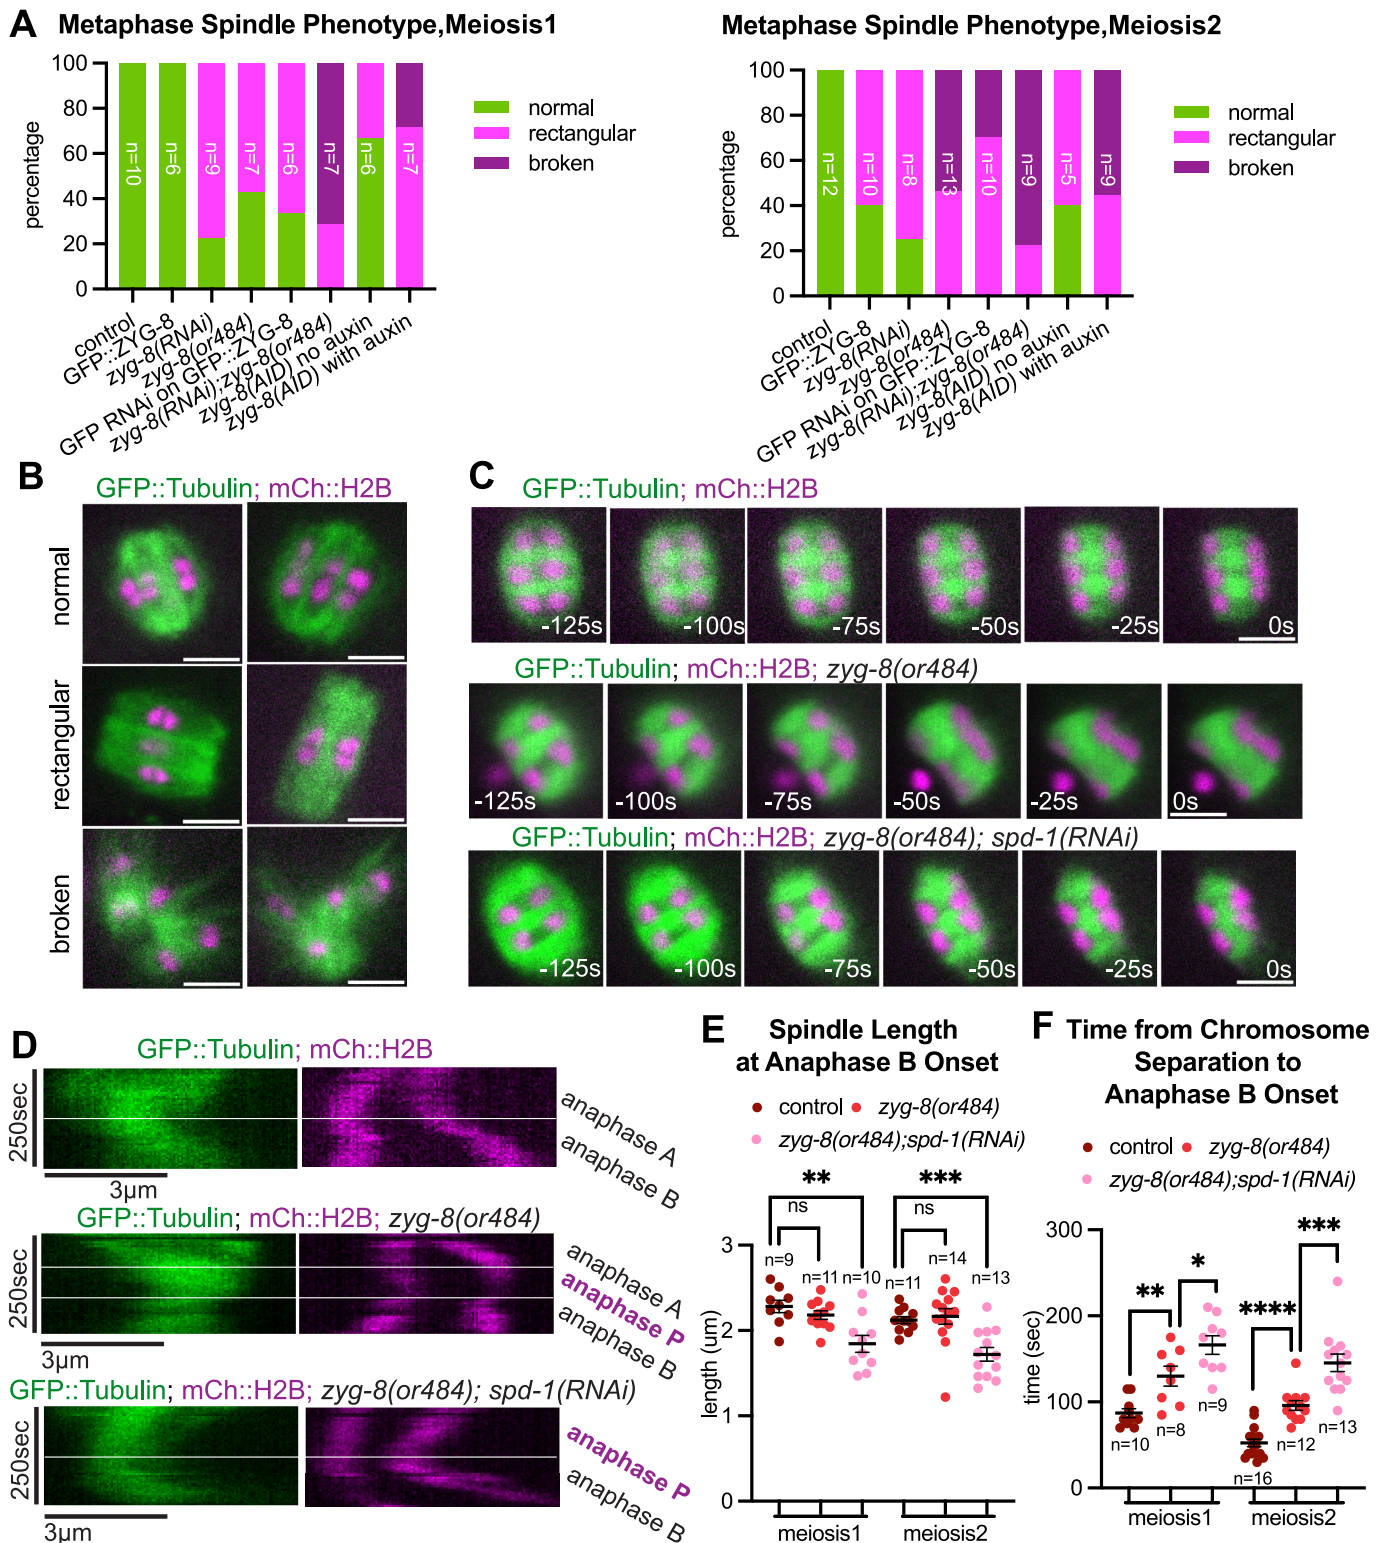 A
Metaphase Spindle Phenotype,Meiosis1
percentage
100
80
60
40
20
0
n=10
n=6
n=9
n=7
n=6
n=7
n=6
n=7
control
GFP::ZYG-8
zyg-8(RNAi)
zyg-8(or484)
GFP RNAi on GFP::ZYG-8
zyg-8(RNAi);zyg-8(or484)
zyg-8(AID) no auxin
zyg-8(AID) with auxin
normal
rectangular
broken
Metaphase Spindle Phenotype,Meiosis2
percentage
100
80
60
40
20
0
n=12
n=10
n=8
n=13
n=10
n=9
n=5
n=9
control
GFP::ZYG-8
zyg-8(RNAi)
zyg-8(or484)
GFP RNAi on GFP::ZYG-8
zyg-8(RNAi);zyg-8(or484)
zyg-8(AID) no auxin
zyg-8(AID) with auxin
normal
rectangular
broken
B
GFP::Tubulin; mCh::H2B
normal
rectangular
broken
C
GFP::Tubulin; mCh::H2B
-125s
-100s
-75s
-50s
-25s
0s
GFP::Tubulin; mCh::H2B; zyg-8(or484)
-125s
-100s
-75s
-50s
-25s
0s
GFP::Tubulin; mCh::H2B; zyg-8(or484); spd-1(RNAi)
-125s
-100s
-75s
-50s
-25s
0s
D
GFP::Tubulin; mCh::H2B
250sec
anaphase A
anaphase B
3µm
GFP::Tubulin; mCh::H2B; zyg-8(or484)
250sec
anaphase A
anaphase P
anaphase B
3µm
GFP::Tubulin; mCh::H2B; zyg-8(or484); spd-1(RNAi)
250sec
anaphase P
anaphase B
3µm
E
Spindle Length
at Anaphase B Onset
control
zyg-8(or484)
zyg-8(or484);spd-1(RNAi)
**
ns
***
ns
n=9
n=11
n=10
n=11
n=14
n=13
length (um)
3
2
1
0
meiosis1
meiosis2
F
Time from Chromosome
Separation to
Anaphase B Onset
control
zyg-8(or484)
zyg-8(or484);spd-1(RNAi)
time (sec)
300
200
100
0
**
*
****
***
n=10
n=8
n=9
n=16
n=12
n=13
meiosis1
meiosis2